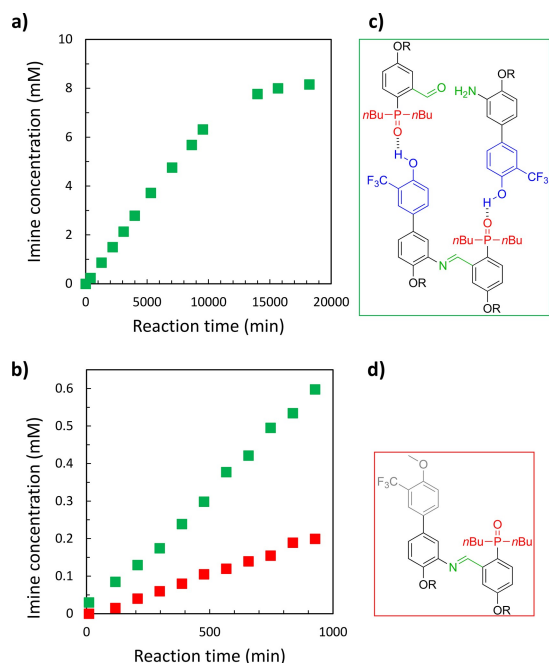 a)
Imine concentration (mM)
10
8
6
4
2
0
0 5000 10000 15000 20000
Reaction time (min)
c)
OR
O
nBu P nBu
O
H
O
F3C
N
OR
H2N
OR
CF3
O
H
O
nBu P nBu
OR
b)
Imine concentration (mM)
0.6
0.5
0.4
0.3
0.2
0.1
0
0 500 1000
Reaction time (min)
d)
O
F3C
O
nBu P nBu
N
OR
OR